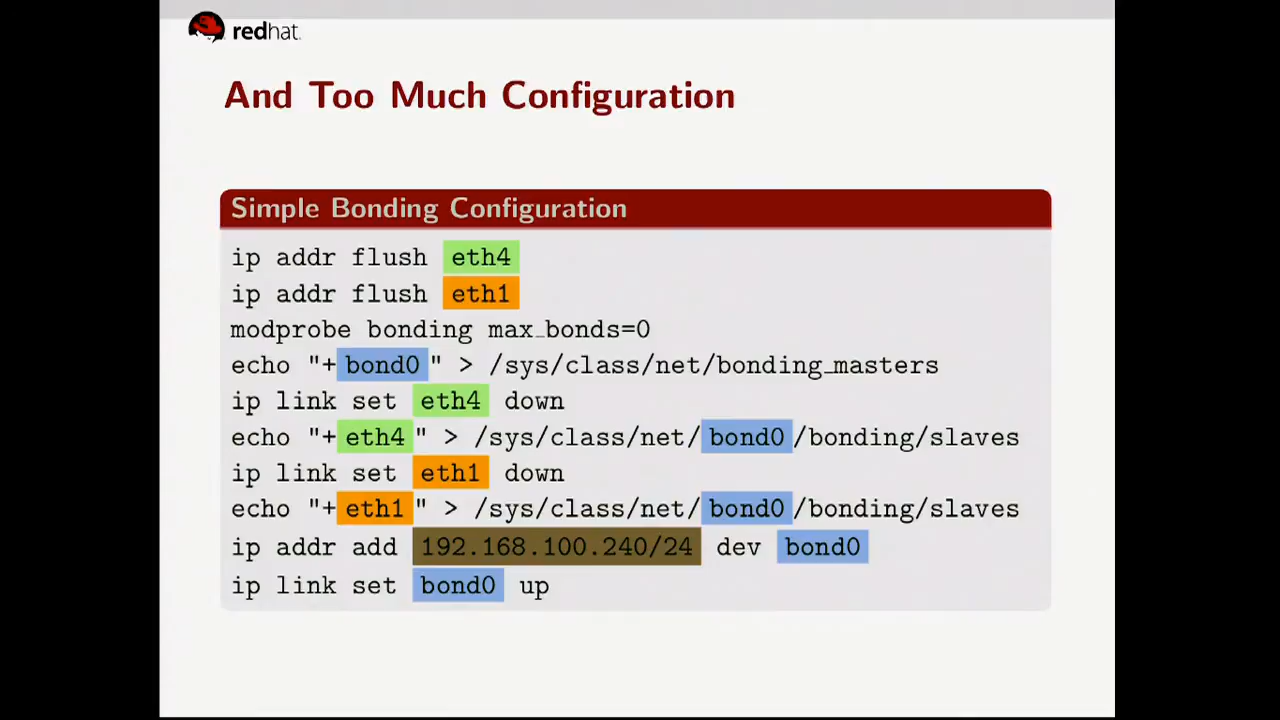 redhat.
And Too Much Configuration
Simple Bonding Configuration
ip addr flush eth4
ip addr flush eth1
modprobe bonding max_bonds=0
echo "+bond0" > /sys/class/net/bonding_masters
ip link set eth4 down
echo "+eth4" > /sys/class/net/bond0/bonding/slaves
ip link set eth1 down
echo "+eth1" > /sys/class/net/bond0/bonding/slaves
ip addr add 192.168.100.240/24 dev bond0
ip link set bond0 up